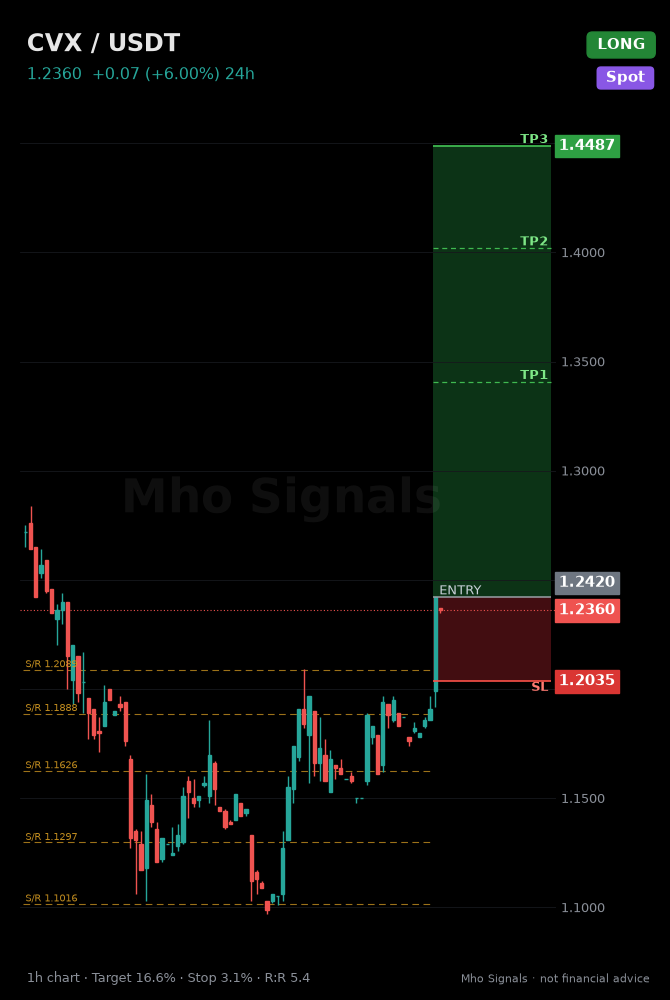 CVX / USDT
LONG
1.2360 +0.07 (+6.00%) 24h
Spot
TP3
1.4487
TP2
1.4000
TP1
1.3500
1.3000
Mho Signals
ENTRY
1.2420
1.2360
S/R 1.2085
1.2035
SL
S/R 1.1883
S/R 1.1626
1.1500
S/R 1.1297
S/R 1.1016
1.1000
1h chart · Target 16.6% · Stop 3.1% · R:R 5.4
Mho Signals · not financial advice